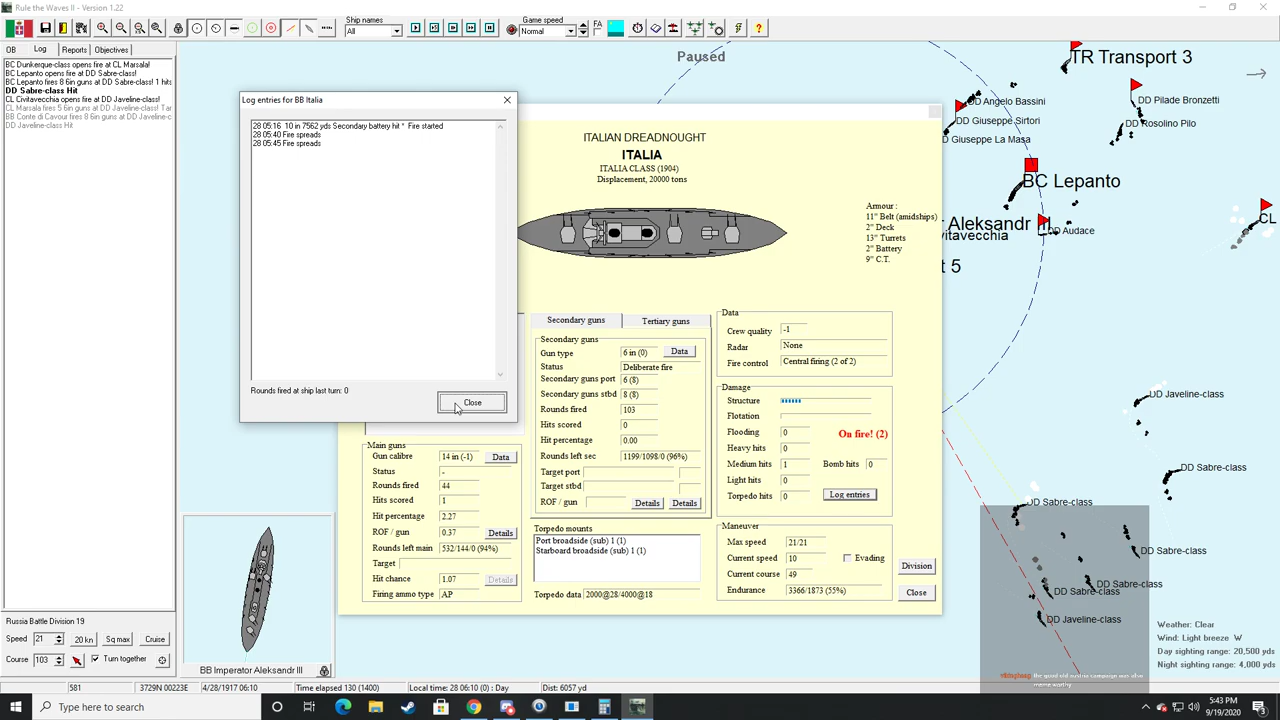 Rule the Waves II - Version 1.22
Ship names
All
Game speed
Normal
FA
OB
Log
Reports
Objectives
BC Dunkerque-class opens fire at CL Marsala!
BC Lepanto opens fire at DD Sabre-class!
BC Lepanto fires 8 6in guns at DD Sabre-class! 1 hits
DD Sabre-class Hit
CL Civitavecchia opens fire at DD Javeline-class!
CL Marsala fires 5 6in guns at DD Javeline-class! Tar
BB Conte di Cavour fires 8 6in guns at DD Javeline-c
DD Javeline-class Hit
Paused
Log entries for BB Italia
28 05:16 10 in 7562 yds Secondary battery hit * Fire started
28 05:40 Fire spreads
28 05:45 Fire spreads
Rounds fired at ship last turn: 0
Close
ITALIAN DREADNOUGHT
ITALIA
ITALIA CLASS (1904)
Displacement, 20000 tons
Armour :
11" Belt (amidships)
2" Deck
13" Turrets
2" Battery
9" C.T.
Main guns
Gun calibre 14 in (-1) Data
Status -
Rounds fired 44
Hits scored 1
Hit percentage 2.27
ROF / gun 0.37 Details
Rounds left main 532/144/0 (94%)
Target
Hit chance 1.07 Details
Firing ammo type AP
Secondary guns
Tertiary guns
Secondary guns
Gun type 6 in (0) Data
Status Deliberate fire
Secondary guns port 6 (8)
Secondary guns stbd 8 (8)
Rounds fired 103
Hits scored 0
Hit percentage 0.00
Rounds left sec 1199/1098/0 (96%)
Target port
Target stbd
ROF / gun Details Details
Torpedo mounts
Port broadside (sub) 1 (1)
Starboard broadside (sub) 1 (1)
Torpedo data 2000@28/4000@18
Data
Crew quality -1
Radar None
Fire control Central firing (2 of 2)
Damage
Structure
Flotation
Flooding 0 On fire! (2)
Heavy hits 0
Medium hits 1 Bomb hits 0
Light hits 0
Torpedo hits 0 Log entries
Maneuver
Max speed 21/21
Current speed 10 Evading
Current course 49
Endurance 3366/1873 (55%)
Division
Close
TR Transport 3
DD Angelo Bassini
DD Pilade Bronzetti
DD Giuseppe Sirtori
DD Rosolino Pilo
DD Giuseppe La Masa
BC Lepanto
Aleksandr II
CL
DD Audace
vitavecchia
t 5
DD Javeline-class
DD Sabre-class
DD Sabre-class
DD Sabre-class
DD Sabre-class
DD Sabre-class
DD Javeline-class
Weather: Clear
Wind: Light breeze W
Day sighting range: 20,500 yds
Night sighting range: 4,000 yds
Russia Battle Division 19
Speed 21 20 kn Sq max Cruise
Course 103 Turn together
BB Imperator Aleksandr III
581
3729N 00223E
4/28/1917 06:10
Time elapsed 130 (1400)
Local time: 28 06:10 (0) : Day
Dist: 6057 yd
Type here to search
5:43 PM
9/19/2020